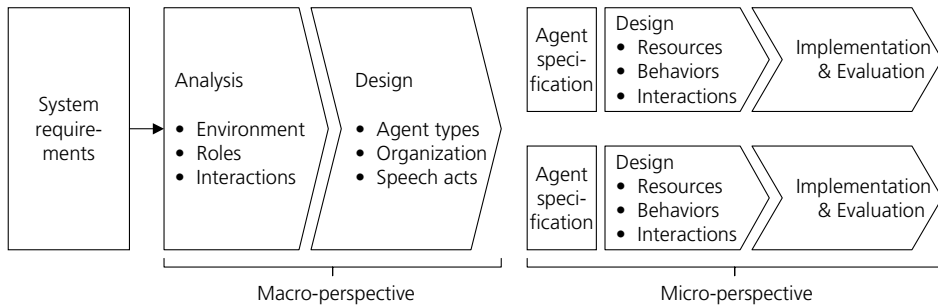 System
require-
ments
Analysis
• Environment
• Roles
• Interactions
Design
• Agent types
• Organization
• Speech acts
Agent
speci-
fication
Design
• Resources
• Behaviors
• Interactions
Implementation
& Evaluation
Agent
speci-
fication
Design
• Resources
• Behaviors
• Interactions
Implementation
& Evaluation
Macro-perspective
Micro-perspective